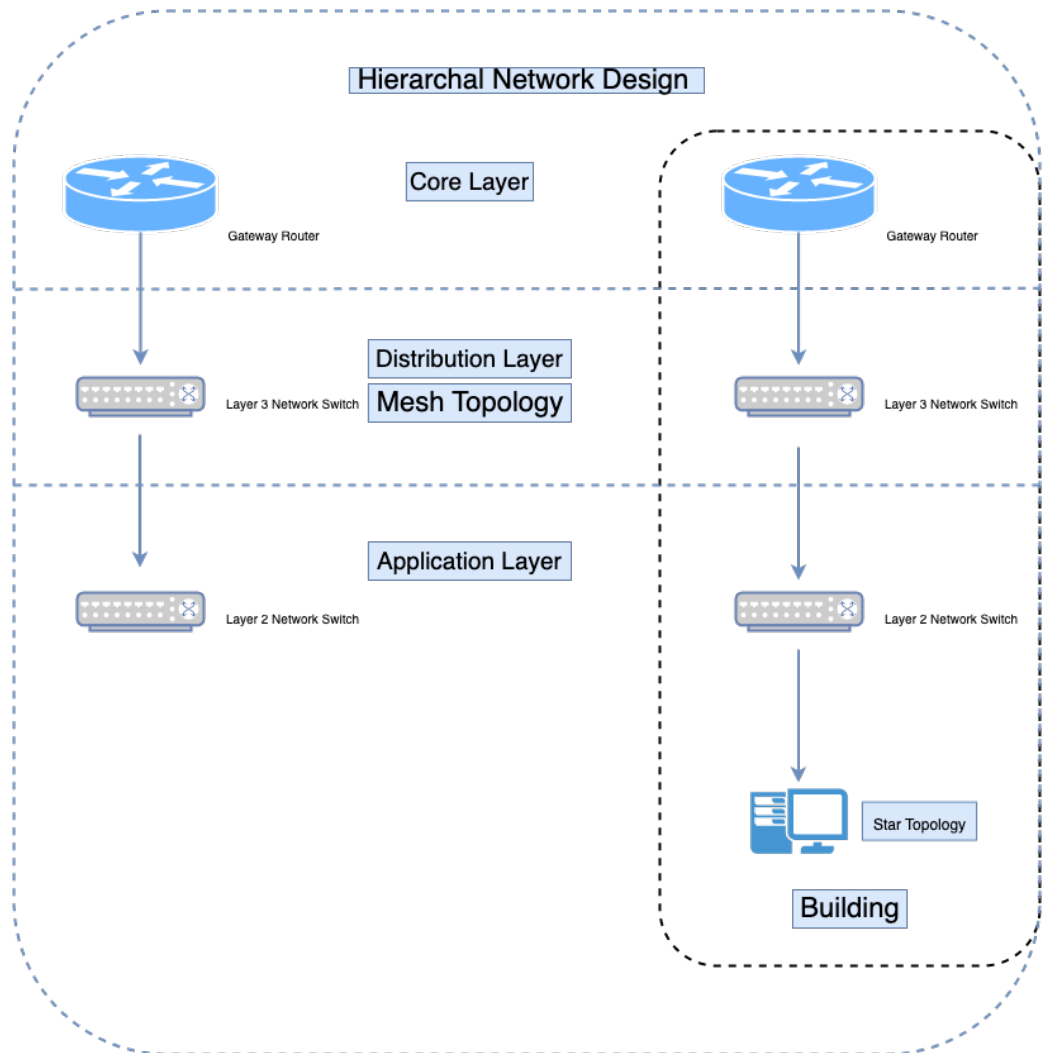 Hierarchal Network Design
Core Layer
Gateway Router
Gateway Router
Distribution Layer
Layer 3 Network Switch
Mesh Topology
Layer 3 Network Switch
Application Layer
Layer 2 Network Switch
Layer 2 Network Switch
Star Topology
Building